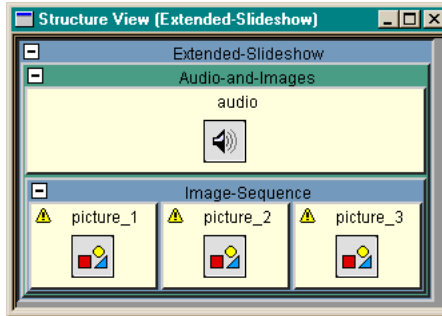 Structure View (Extended-Slideshow)
Extended-Slideshow
Audio-and-Images
audio
Image-Sequence
picture_1 picture_2 picture_3